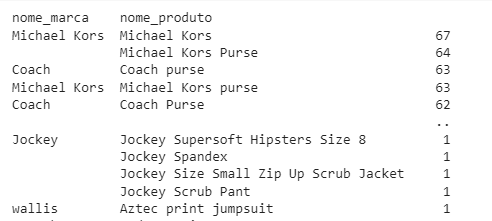 nome_marca nome_produto
Michael Kors Michael Kors 67
Michael Kors Purse 64
Coach Coach purse 63
Michael Kors Michael Kors purse 63
Coach Coach Purse 62
..
Jockey Jockey Supersoft Hipsters Size 8 1
Jockey Spandex 1
Jockey Size Small Zip Up Scrub Jacket 1
Jockey Scrub Pant 1
wallis Aztec print jumpsuit 1